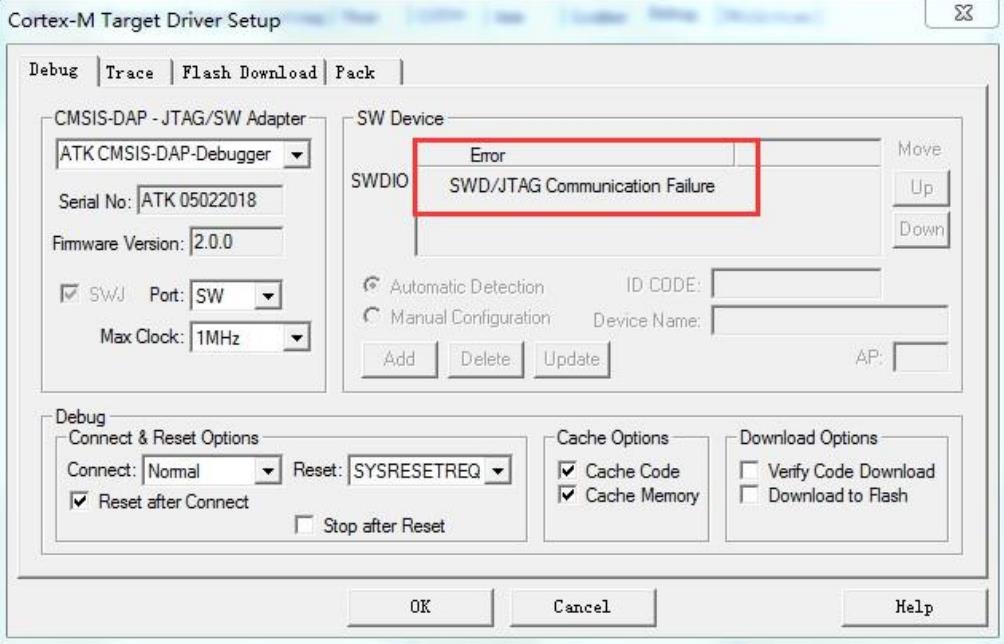 Cortex-M Target Driver Setup
Debug Trace Flash Download Pack
CMSIS-DAP - JTAG/SW Adapter
ATK CMSIS-DAP-Debugger
Serial No: ATK 05022018
Firmware Version: 2.0.0
SWJ Port: SW
Max Clock: 1MHz
SW Device
Error
SWDIO SWD/JTAG Communication Failure
Move
Up
Down
Automatic Detection ID CODE:
Manual Configuration Device Name:
Add Delete Update AP:
Debug
Connect & Reset Options
Connect: Normal Reset: SYSRESETREQ
Reset after Connect
Stop after Reset
Cache Options
Cache Code
Cache Memory
Download Options
Verify Code Download
Download to Flash
OK Cancel Help